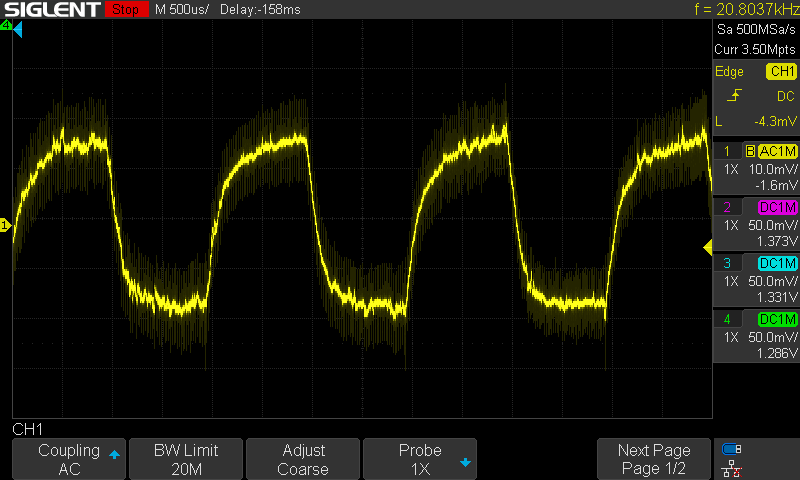 SIGLENT Stop M 500us/ Delay:-158ms f = 20.8037kHz
Sa 500MSa/s
Curr 3.50Mpts
Edge CH1
DC
L -4.3mV
1 B AC1M
1X 10.0mV/
-1.6mV
2 DC1M
1X 50.0mV/
1.373V
3 DC1M
1X 50.0mV/
1.331V
4 DC1M
1X 50.0mV/
1.286V
4
1
CH1
Coupling BW Limit Adjust Probe Next Page
AC 20M Coarse 1X Page 1/2